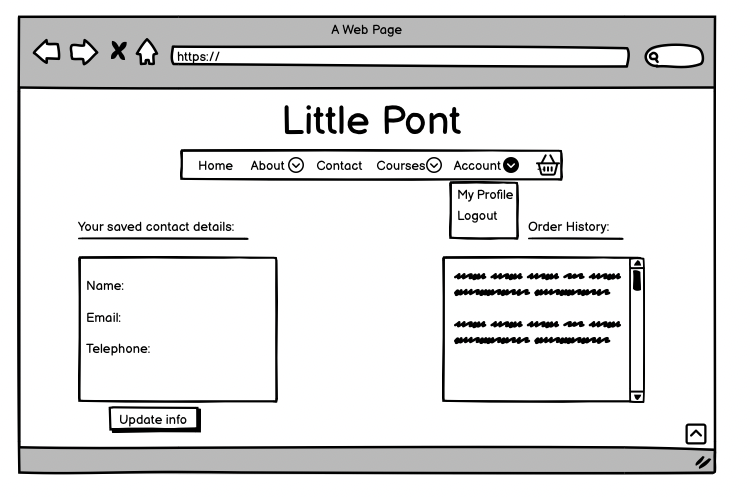 A Web Page
https://
Little Pont
Home About Contact Courses Account
My Profile
Logout
Your saved contact details:
Order History:
Name:
Email:
Telephone:
Update info